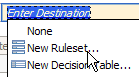 Enter Destination
None
New Ruleset...
New Decision Table...